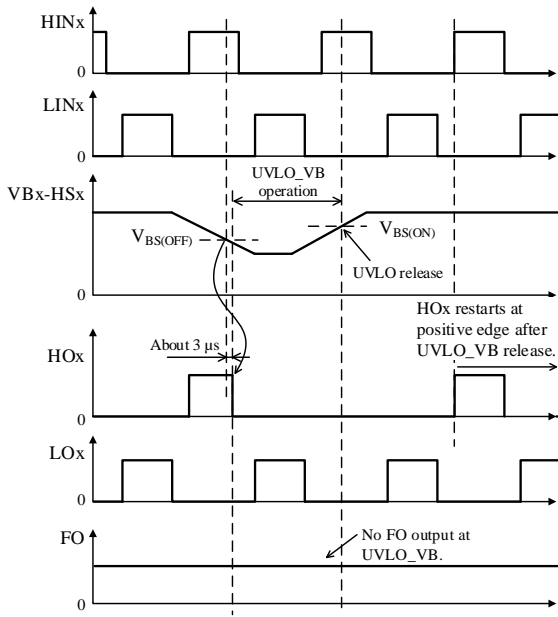 HINx
0
LINx
0
UVLO_VB
operation
VBx-HSx
VBS(OFF)
VBS(ON)
UVLO release
0
HOx restarts at
positive edge after
UVLO_VB release.
HOx
About 3 µs
0
LOx
0
FO
No FO output at
UVLO_VB.
0